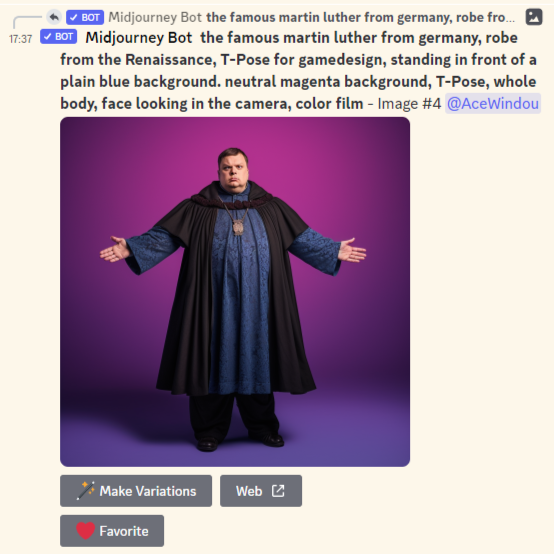 ✓ BOT Midjourney Bot the famous martin luther from germany, robe fro...
17:37 ✓ BOT Midjourney Bot the famous martin luther from germany, robe
from the Renaissance, T-Pose for gamedesign, standing in front of a
plain blue background. neutral magenta background, T-Pose, whole
body, face looking in the camera, color film - Image #4 @AceWindou
Make Variations
Web
Favorite